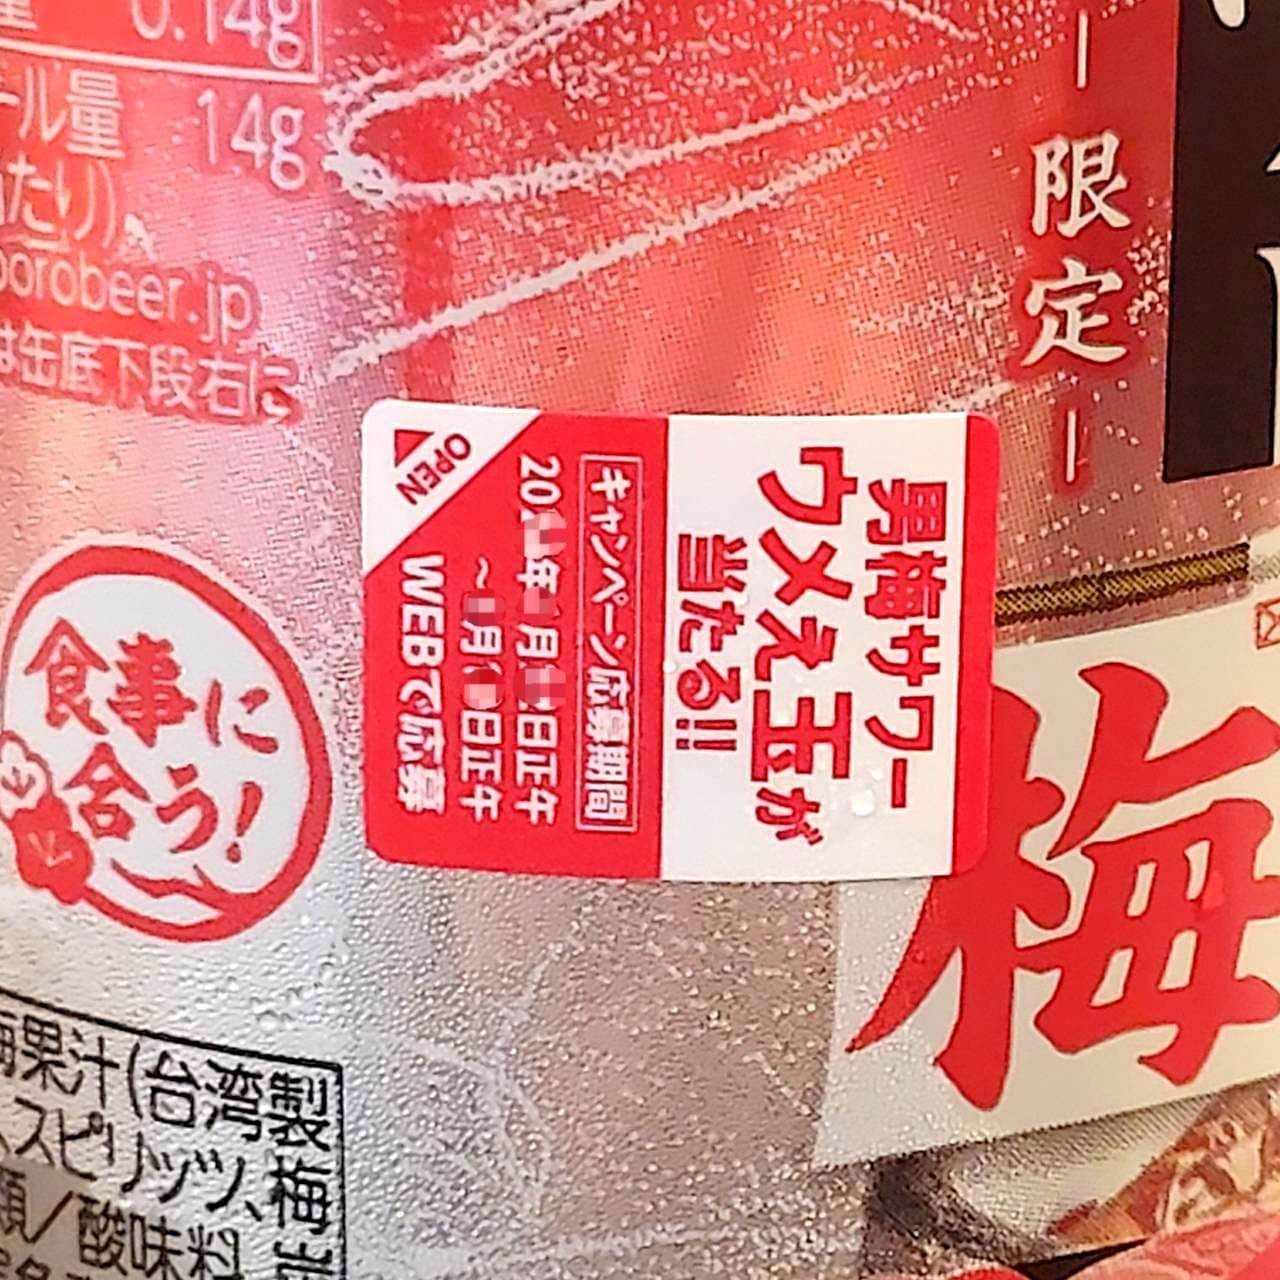 0.14g
ール量 14g
たり)
orobeer.jp
は缶底下段右に
限定
男梅サワー
ウメえ玉が
当たる!!
キャンペーン応募期間
20 年 月 日正午
~ 月 日正午
WEBで応募
OPEN
食事に
合う!
梅
梅果汁(台湾製
スピリッツ、梅
類/酸味料